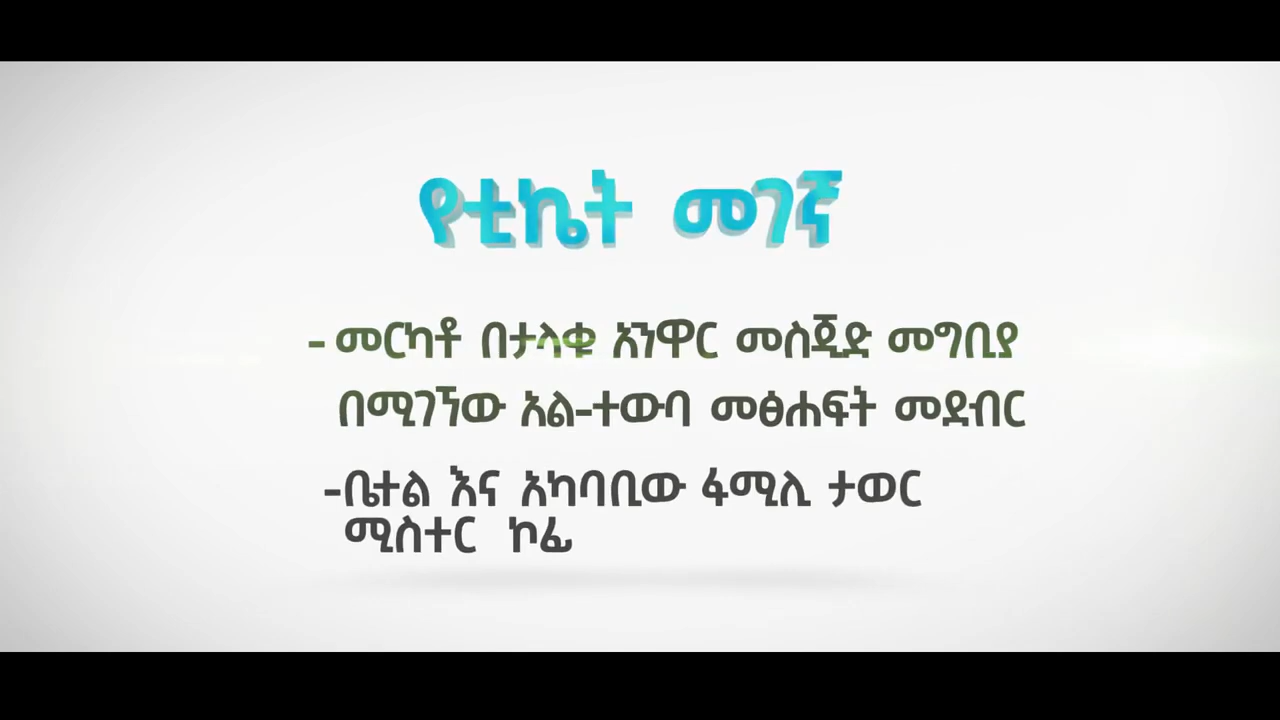 የቲኬት መገኛ
- መርካቶ በታላቁ አንዋር መስጂድ መግቢያ
በሚገኘው አል-ተውባ መፅሐፍት መደብር
-ቤተል እና አካባቢው ፋሚሊ ታወር
ሚስተር ኮፊ